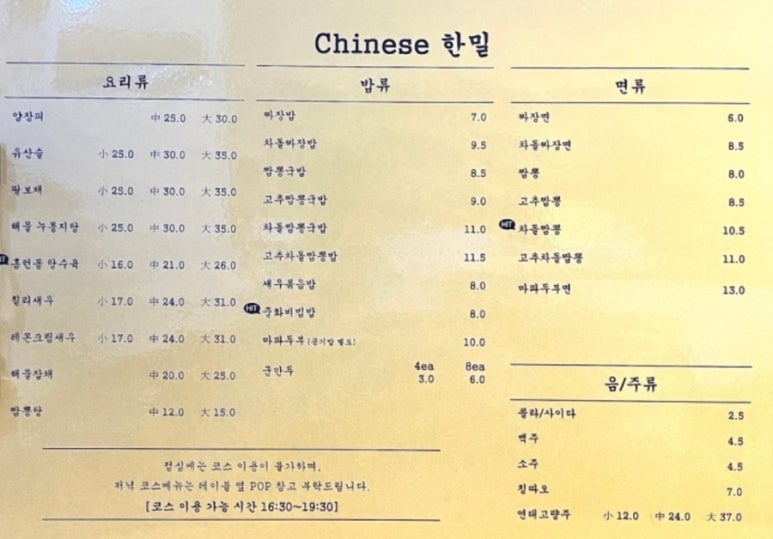 Chinese 한밀
요리류
양장피 中 25.0 大 30.0
유산슬 小 25.0 中 30.0 大 35.0
팔보채 小 25.0 中 30.0 大 35.0
해물 누룽지탕 小 25.0 中 30.0 大 35.0
탕수육 小 16.0 中 21.0 大 26.0
칠리새우 小 17.0 中 24.0 大 31.0
레몬크림새우 小 17.0 中 24.0 大 31.0
해물잡채 中 20.0 大 25.0
짬뽕탕 中 12.0 大 15.0
밥류
짜장밥 7.0
차돌짜장밥 9.5
짬뽕국밥 8.5
고추짬뽕국밥 9.0
차돌짬뽕국밥 11.0
고추차돌짬뽕밥 11.5
새우볶음밥 8.0
HIT 중화비빔밥 8.0
마파두부 (공기밥 별도) 10.0
4ea 8ea
군만두 3.0 6.0
면류
짜장면 6.0
차돌짜장면 8.5
짬뽕 8.0
고추짬뽕 8.5
HIT 차돌짬뽕 10.5
고추차돌짬뽕 11.0
마파두부면 13.0
음/주류
콜라/사이다 2.5
맥주 4.5
소주 4.5
칭따오 7.0
연태고량주 小 12.0 中 24.0 大 37.0
점심에는 코스 이용이 불가하며,
저녁 코스메뉴는 테이블 옆 POP 참고 부탁드립니다.
[코스 이용 가능 시간 16:30~19:30]